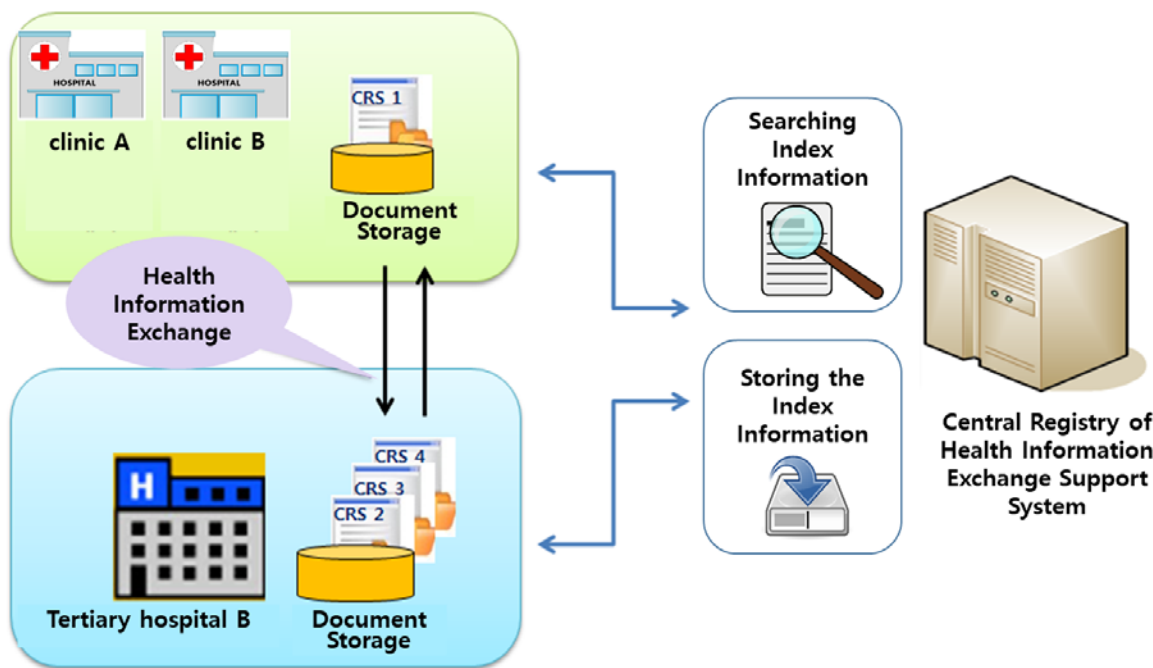 HOSPITAL
HOSPITAL
clinic A
clinic B
CRS 1
Document
Storage
Health
Information
Exchange
Tertiary hospital B
CRS 4
CRS 3
CRS 2
Document
Storage
Searching
Index
Information
Storing the
Index
Information
Central Registry of
Health Information
Exchange Support
System